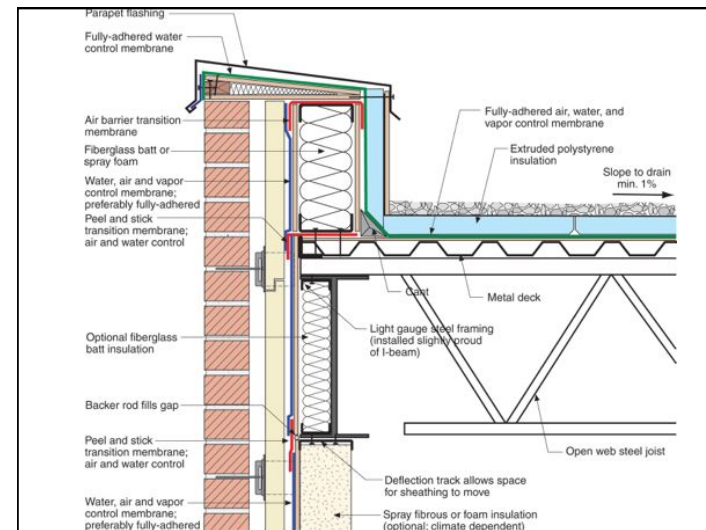 Parapet flashing
Fully-adhered water
control membrane
Air barrier transition
membrane
Fiberglass batt or
spray foam
Water, air and vapor
control membrane;
preferably fully-adhered
Peel and stick
transition membrane;
air and water control
Optional fiberglass
batt insulation
Backer rod fills gap
Peel and stick
transition membrane;
air and water control
Water, air and vapor
control membrane;
preferably fully-adhered
Fully-adhered air, water, and
vapor control membrane
Extruded polystyrene
insulation
Slope to drain
min. 1%
Cant
Metal deck
Light gauge steel framing
(installed slightly proud
of I-beam)
Open web steel joist
Deflection track allows space
for sheathing to move
Spray fibrous or foam insulation
(optional; climate dependent)